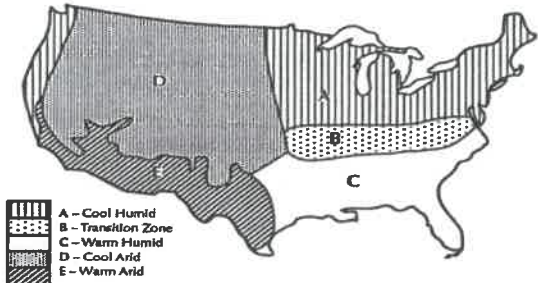 D
A
B
E
C
A – Cool Humid
B – Transition Zone
C – Warm Humid
D – Cool Arid
E – Warm Arid